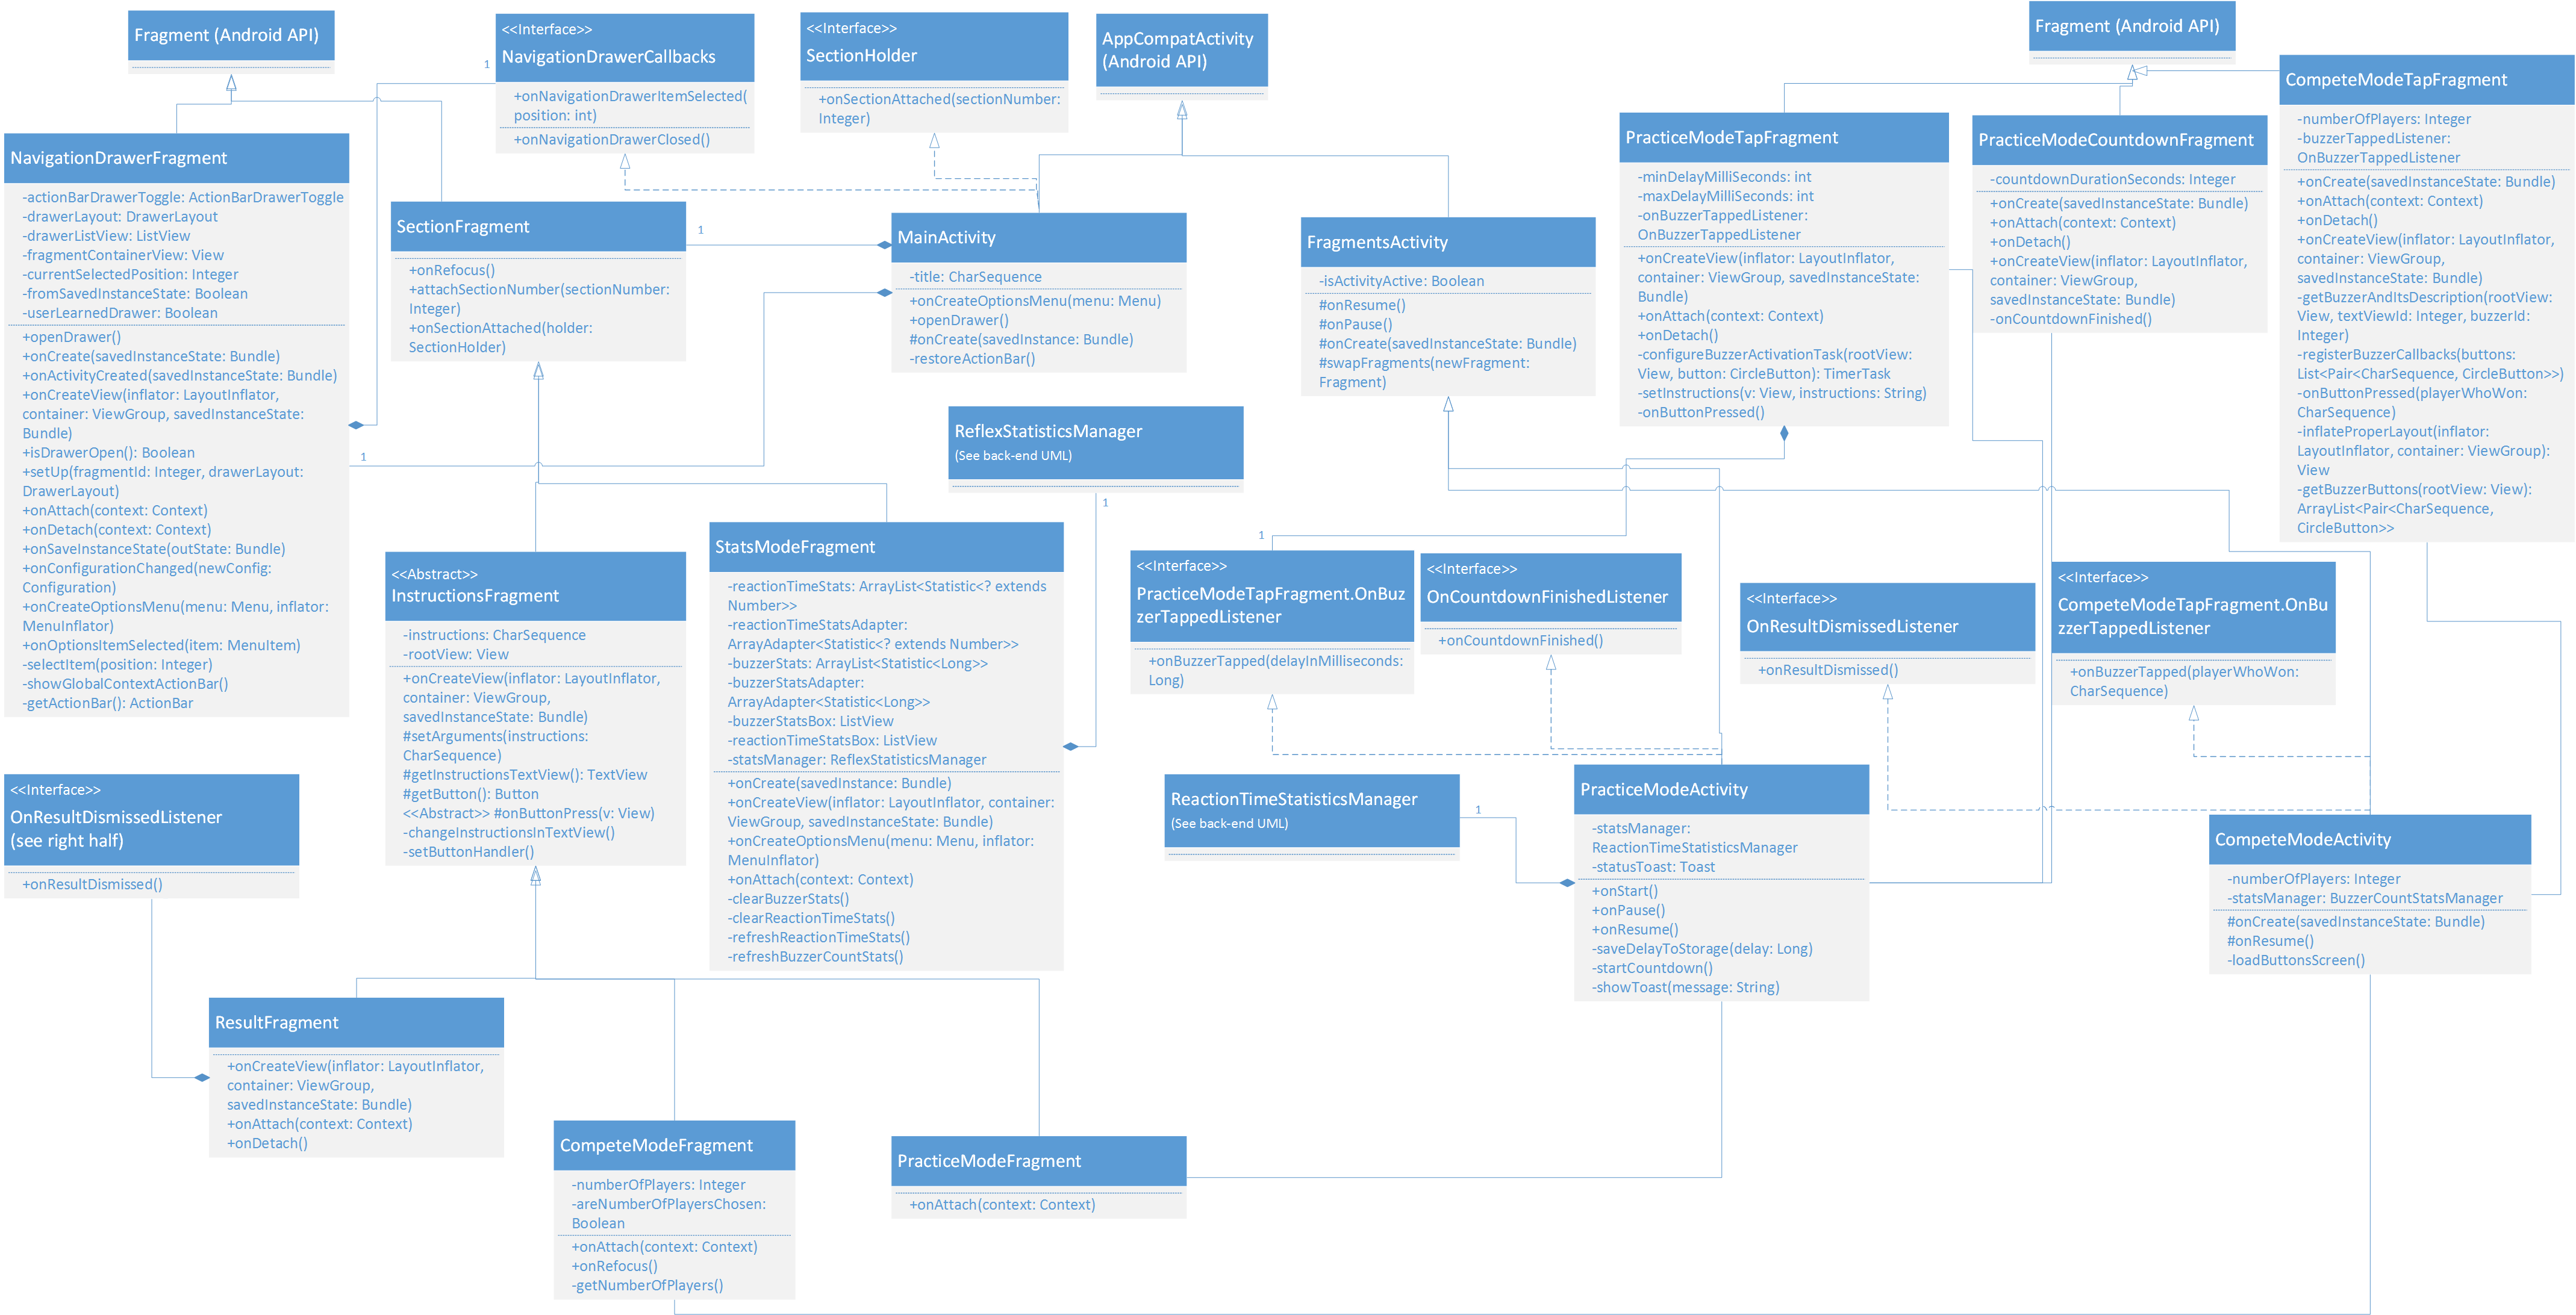 Fragment (Android API)
<<Interface>>
NavigationDrawerCallbacks
+onNavigationDrawerItemSelected(
position: int)
+onNavigationDrawerClosed()
<<Interface>>
SectionHolder
+onSectionAttached(sectionNumber:
Integer)
AppCompatActivity
(Android API)
Fragment (Android API)
1
NavigationDrawerFragment
-actionBarDrawerToggle: ActionBarDrawerToggle
-drawerLayout: DrawerLayout
-drawerListView: ListView
-fragmentContainerView: View
-currentSelectedPosition: Integer
-fromSavedInstanceState: Boolean
-userLearnedDrawer: Boolean
+openDrawer()
+onCreate(savedInstanceState: Bundle)
+onActivityCreated(savedInstanceState: Bundle)
+onCreateView(inflator: LayoutInflator,
container: ViewGroup, savedInstanceState:
Bundle)
+isDrawerOpen(): Boolean
+setUp(fragmentId: Integer, drawerLayout:
DrawerLayout)
+onAttach(context: Context)
+onDetach(context: Context)
+onSaveInstanceState(outState: Bundle)
+onConfigurationChanged(newConfig:
Configuration)
+onCreateOptionsMenu(menu: Menu, inflator:
MenuInflator)
+onOptionsItemSelected(item: MenuItem)
-selectItem(position: Integer)
-showGlobalContextActionBar()
-getActionBar(): ActionBar
1
SectionFragment
+onRefocus()
+attachSectionNumber(sectionNumber:
Integer)
+onSectionAttached(holder:
SectionHolder)
1
MainActivity
-title: CharSequence
+onCreateOptionsMenu(menu: Menu)
+openDrawer()
#onCreate(savedInstance: Bundle)
-restoreActionBar()
FragmentsActivity
-isActivityActive: Boolean
#onResume()
#onPause()
#onCreate(savedInstanceState: Bundle)
#swapFragments(newFragment:
Fragment)
PracticeModeTapFragment
-minDelayMilliSeconds: int
-maxDelayMilliSeconds: int
-onBuzzerTappedListener:
OnBuzzerTappedListener
+onCreateView(inflator: LayoutInflator,
container: ViewGroup, savedInstanceState:
Bundle)
+onAttach(context: Context)
+onDetach()
-configureBuzzerActivationTask(rootView:
View, button: CircleButton): TimerTask
-setInstructions(v: View, instructions: String)
-onButtonPressed()
PracticeModeCountdownFragment
-countdownDurationSeconds: Integer
+onCreate(savedInstanceState: Bundle)
+onAttach(context: Context)
+onDetach()
+onCreateView(inflator: LayoutInflator,
container: ViewGroup,
savedInstanceState: Bundle)
-onCountdownFinished()
CompeteModeTapFragment
-numberOfPlayers: Integer
-buzzerTappedListener:
OnBuzzerTappedListener
+onCreate(savedInstanceState: Bundle)
+onAttach(context: Context)
+onDetach()
+onCreateView(inflator: LayoutInflator,
container: ViewGroup,
savedInstanceState: Bundle)
-getBuzzerAndItsDescription(rootView:
View, textViewId: Integer, buzzerId:
Integer)
-registerBuzzerCallbacks(buttons:
List<Pair<CharSequence, CircleButton>>)
-onButtonPressed(playerWhoWon:
CharSequence)
-inflateProperLayout(inflator:
LayoutInflator, container: ViewGroup):
View
-getBuzzerButtons(rootView: View):
ArrayList<Pair<CharSequence,
CircleButton>>
ReflexStatisticsManager
(See back-end UML)
1
<<Abstract>>
InstructionsFragment
-instructions: CharSequence
-rootView: View
+onCreateView(inflator: LayoutInflator,
container: ViewGroup,
savedInstanceState: Bundle)
#setArguments(instructions:
CharSequence)
#getInstructionsTextView(): TextView
#getButton(): Button
<<Abstract>> #onButtonPress(v: View)
-changeInstructionsInTextView()
-setButtonHandler()
StatsModeFragment
-reactionTimeStats: ArrayList<Statistic<? extends
Number>>
-reactionTimeStatsAdapter:
ArrayAdapter<Statistic<? extends Number>>
-buzzerStats: ArrayList<Statistic<Long>>
-buzzerStatsAdapter:
ArrayAdapter<Statistic<Long>>
-buzzerStatsBox: ListView
-reactionTimeStatsBox: ListView
-statsManager: ReflexStatisticsManager
+onCreate(savedInstance: Bundle)
+onCreateView(inflator: LayoutInflator, container:
ViewGroup, savedInstanceState: Bundle)
+onCreateOptionsMenu(menu: Menu, inflator:
MenuInflator)
+onAttach(context: Context)
-clearBuzzerStats()
-clearReactionTimeStats()
-refreshReactionTimeStats()
-refreshBuzzerCountStats()
1
<<Interface>>
PracticeModeTapFragment.OnBuz
zerTappedListener
+onBuzzerTapped(delayInMilliseconds:
Long)
<<Interface>>
OnCountdownFinishedListener
+onCountdownFinished()
<<Interface>>
OnResultDismissedListener
+onResultDismissed()
<<Interface>>
CompeteModeTapFragment.OnBu
zzerTappedListener
+onBuzzerTapped(playerWhoWon:
CharSequence)
<<Interface>>
OnResultDismissedListener
(see right half)
+onResultDismissed()
ReactionTimeStatisticsManager
(See back-end UML)
1
PracticeModeActivity
-statsManager:
ReactionTimeStatisticsManager
-statusToast: Toast
+onStart()
+onPause()
+onResume()
-saveDelayToStorage(delay: Long)
-startCountdown()
-showToast(message: String)
CompeteModeActivity
-numberOfPlayers: Integer
-statsManager: BuzzerCountStatsManager
#onCreate(savedInstanceState: Bundle)
#onResume()
-loadButtonsScreen()
ResultFragment
+onCreateView(inflator: LayoutInflator,
container: ViewGroup,
savedInstanceState: Bundle)
+onAttach(context: Context)
+onDetach()
CompeteModeFragment
-numberOfPlayers: Integer
-areNumberOfPlayersChosen:
Boolean
+onAttach(context: Context)
+onRefocus()
-getNumberOfPlayers()
PracticeModeFragment
+onAttach(context: Context)